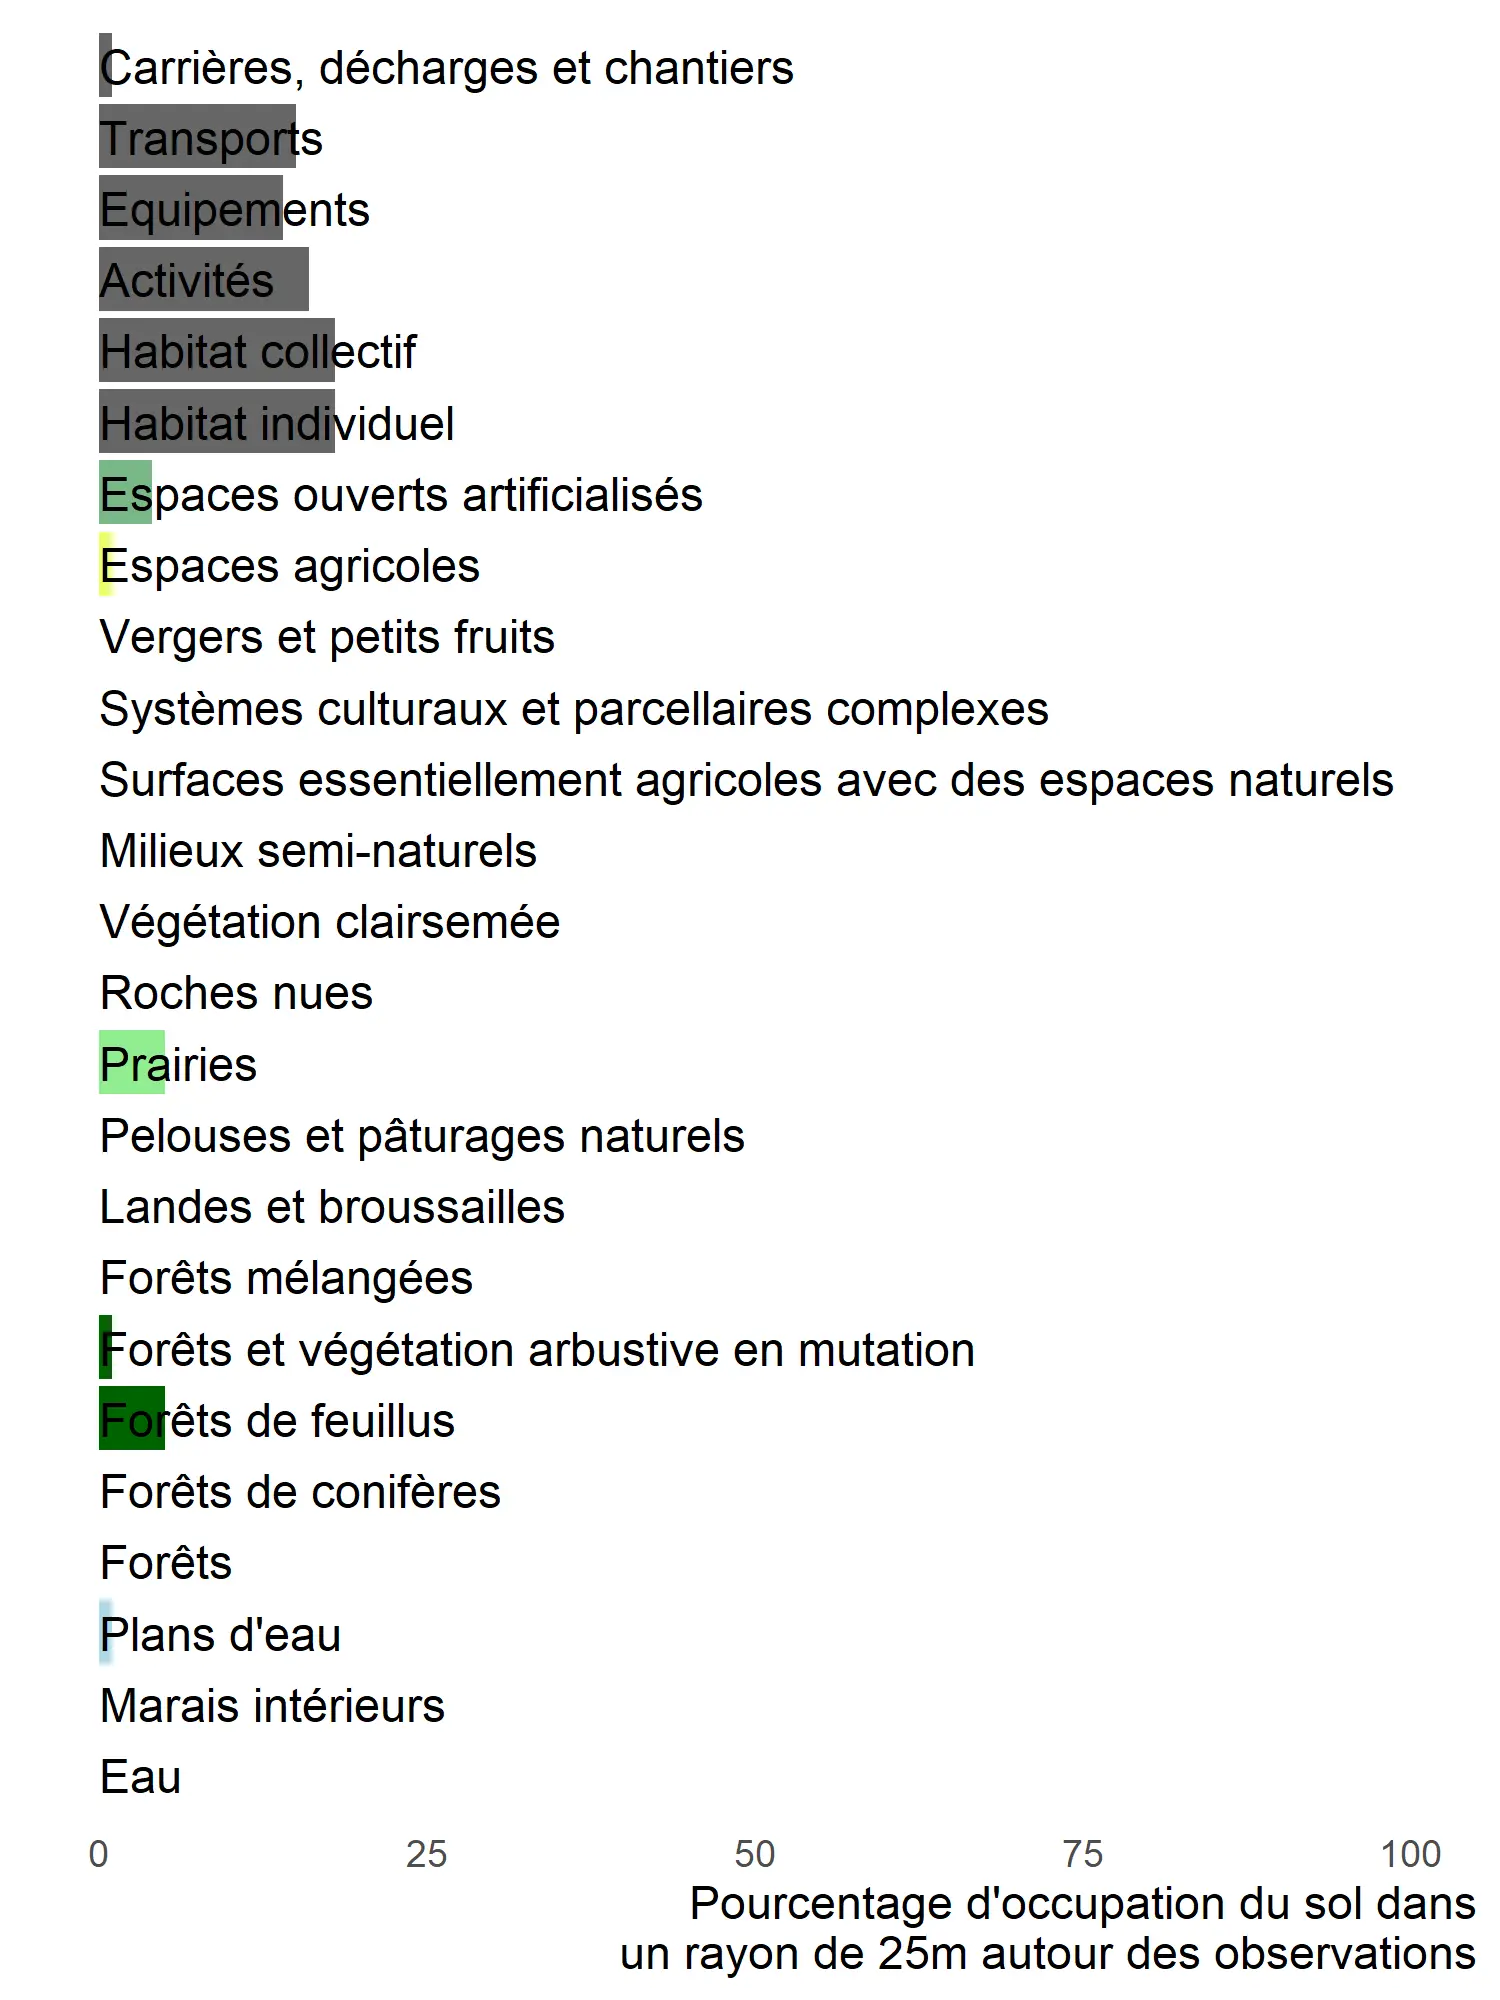 Carrières, décharges et chantiers
Transports
Equipements
Activités
Habitat collectif
Habitat individuel
Espaces ouverts artificialisés
Espaces agricoles
Vergers et petits fruits
Systèmes culturaux et parcellaires complexes
Surfaces essentiellement agricoles avec des espaces naturels
Milieux semi-naturels
Végétation clairsemée
Roches nues
Prairies
Pelouses et pâturages naturels
Landes et broussailles
Forêts mélangées
Forêts et végétation arbustive en mutation
Forêts de feuillus
Forêts de conifères
Forêts
Plans d'eau
Marais intérieurs
Eau
0 25 50 75 100
Pourcentage d'occupation du sol dans
un rayon de 25m autour des observations